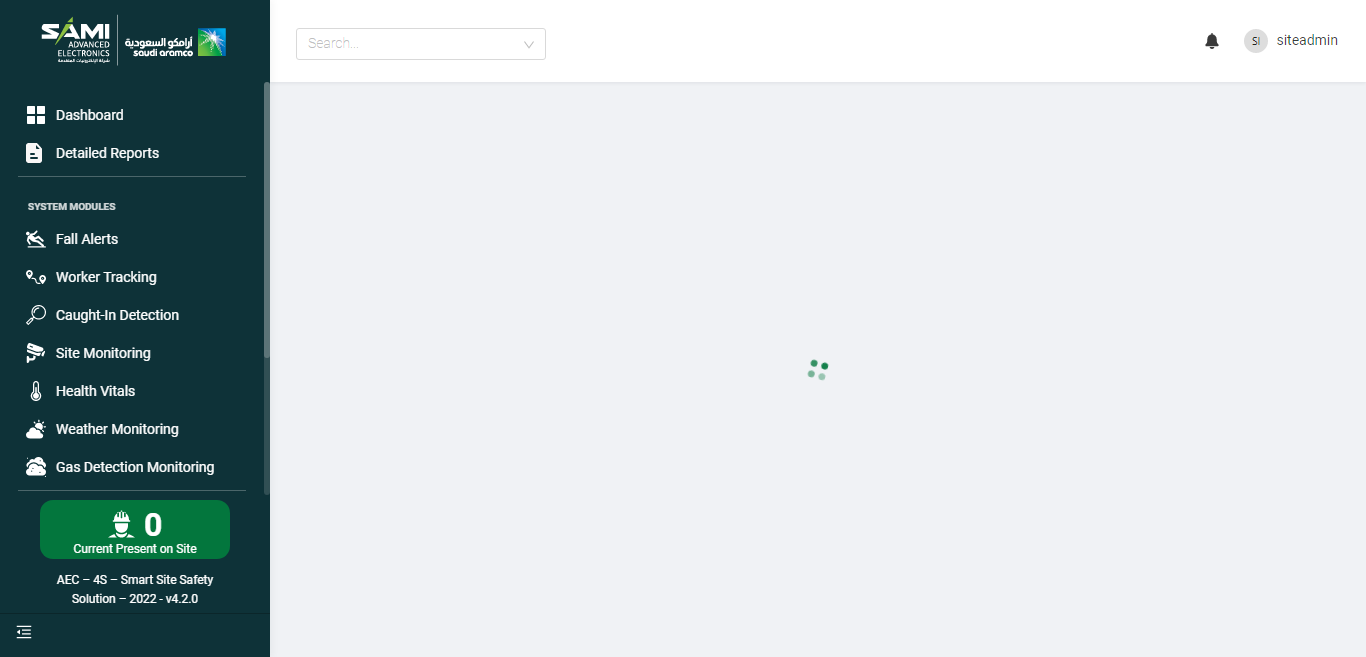 SAMI
ADVANCED
ELECTRONICS
شركة الإلكترونيات المتقدمة
أرامكو السعودية
saudi aramco
Search...
SI
siteadmin
Dashboard
Detailed Reports
SYSTEM MODULES
Fall Alerts
Worker Tracking
Caught-In Detection
Site Monitoring
Health Vitals
Weather Monitoring
Gas Detection Monitoring
0
Current Present on Site
AEC – 4S – Smart Site Safety
Solution – 2022 - v4.2.0